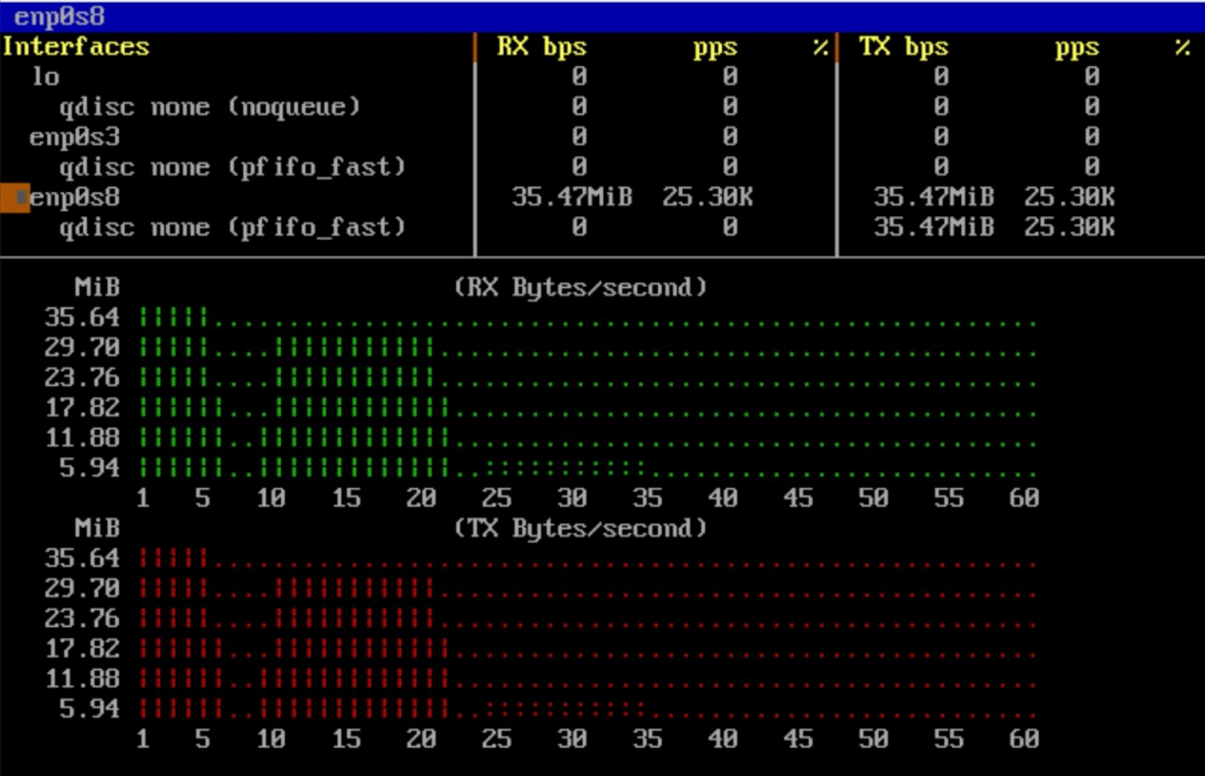 enp0s8
Interfaces RX bps pps % TX bps pps %
lo 0 0 0 0
qdisc none (noqueue) 0 0 0 0
enp0s3 0 0 0 0
qdisc none (pfifo_fast) 0 0 0 0
enp0s8 35.47MiB 25.30K 35.47MiB 25.30K
qdisc none (pfifo_fast) 0 0 35.47MiB 25.30K
MiB (RX Bytes/second)
35.64 |||||.......................................................
29.70 |||||....|||||||||||........................................
23.76 |||||....|||||||||||........................................
17.82 ||||||...||||||||||||.......................................
11.88 ||||||..|||||||||||||.......................................
5.94 ||||||..|||||||||||||..:::::::::::..........................
1 5 10 15 20 25 30 35 40 45 50 55 60
MiB (TX Bytes/second)
35.64 |||||.......................................................
29.70 |||||....|||||||||||........................................
23.76 |||||....|||||||||||........................................
17.82 ||||||...||||||||||||.......................................
11.88 ||||||..|||||||||||||.......................................
5.94 ||||||..|||||||||||||..:::::::::::..........................
1 5 10 15 20 25 30 35 40 45 50 55 60